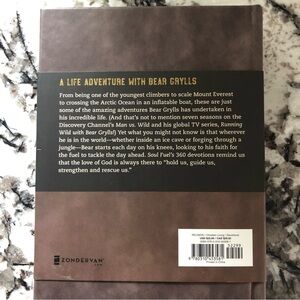 A LIFE ADVENTURE WITH BEAR GRYLLS
From being one of the youngest climbers to scale Mount Everest
to crossing the Arctic Ocean in an inflatable boat, these are just
some of the amazing adventures Bear Grylls has undertaken in
his incredible life. (And that's not to mention seven seasons on the
Discovery Channel's Man vs. Wild and his global TV series, Running
Wild with Bear Grylls!) Yet what you might not know is that wherever
he is in the world—whether inside an ice cave or forging through a
jungle—Bear starts each day on his knees, looking to his faith for
the fuel to tackle the day ahead. Soul Fuel's 360 devotions remind us
that the love of God is always there to "hold us, guide us,
strengthen and rescue us."
ZONDERVAN